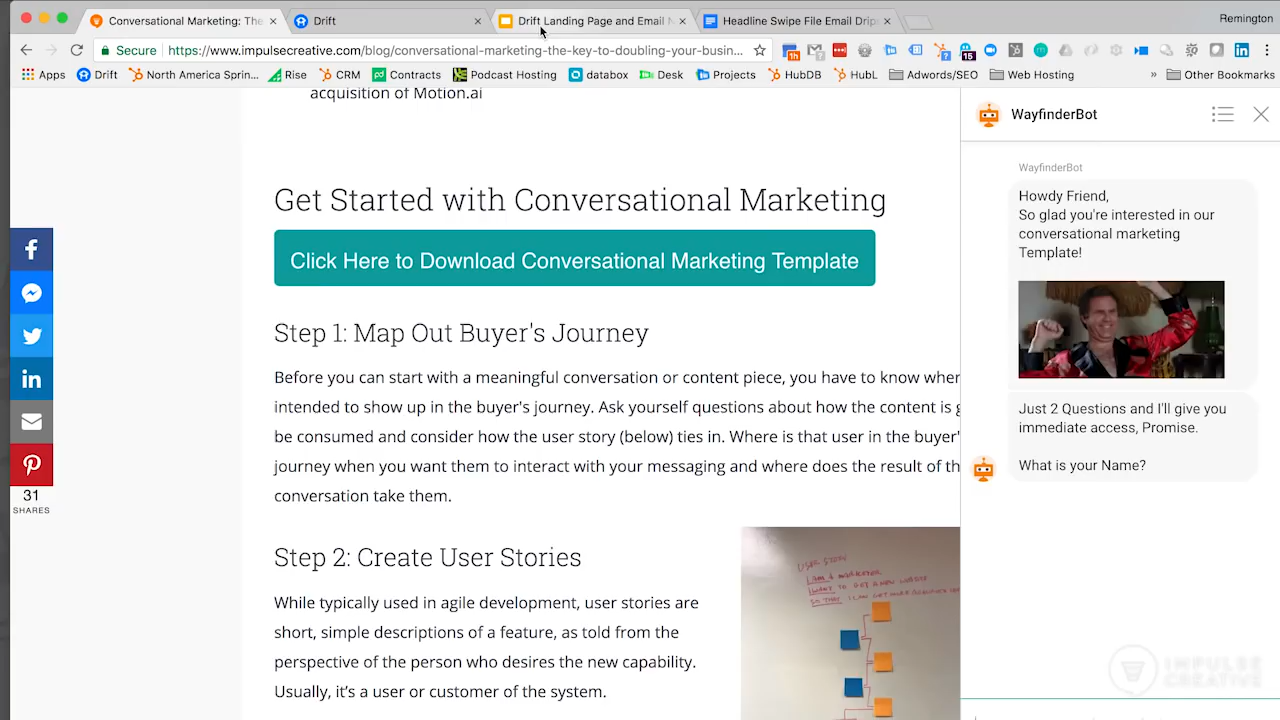 Conversational Marketing: The
Drift
Drift Landing Page and Email N
Headline Swipe File Email Drip
Remington
Secure
https://www.impulsecreative.com/blog/conversational-marketing-the-key-to-doubling-your-busin...
1h
?
15
Apps
Drift
North America Sprin...
Rise
CRM
Contracts
Podcast Hosting
databox
Desk
Projects
HubDB
HubL
Adwords/SEO
Web Hosting
»
Other Bookmarks
acquisition of Motion.ai
Get Started with Conversational Marketing
Click Here to Download Conversational Marketing Template
Step 1: Map Out Buyer's Journey
Before you can start with a meaningful conversation or content piece, you have to know when
intended to show up in the buyer's journey. Ask yourself questions about how the content is g
be consumed and consider how the user story (below) ties in. Where is that user in the buyer'
journey when you want them to interact with your messaging and where does the result of th
conversation take them.
Step 2: Create User Stories
While typically used in agile development, user stories are
short, simple descriptions of a feature, as told from the
perspective of the person who desires the new capability.
Usually, it's a user or customer of the system.
31
SHARES
USER STORY
I AM A MARKETER
WayfinderBot
WayfinderBot
Howdy Friend,
So glad you're interested in our
conversational marketing
Template!
Just 2 Questions and I'll give you
immediate access, Promise.
What is your Name?
IMPULSE
CREATIVE